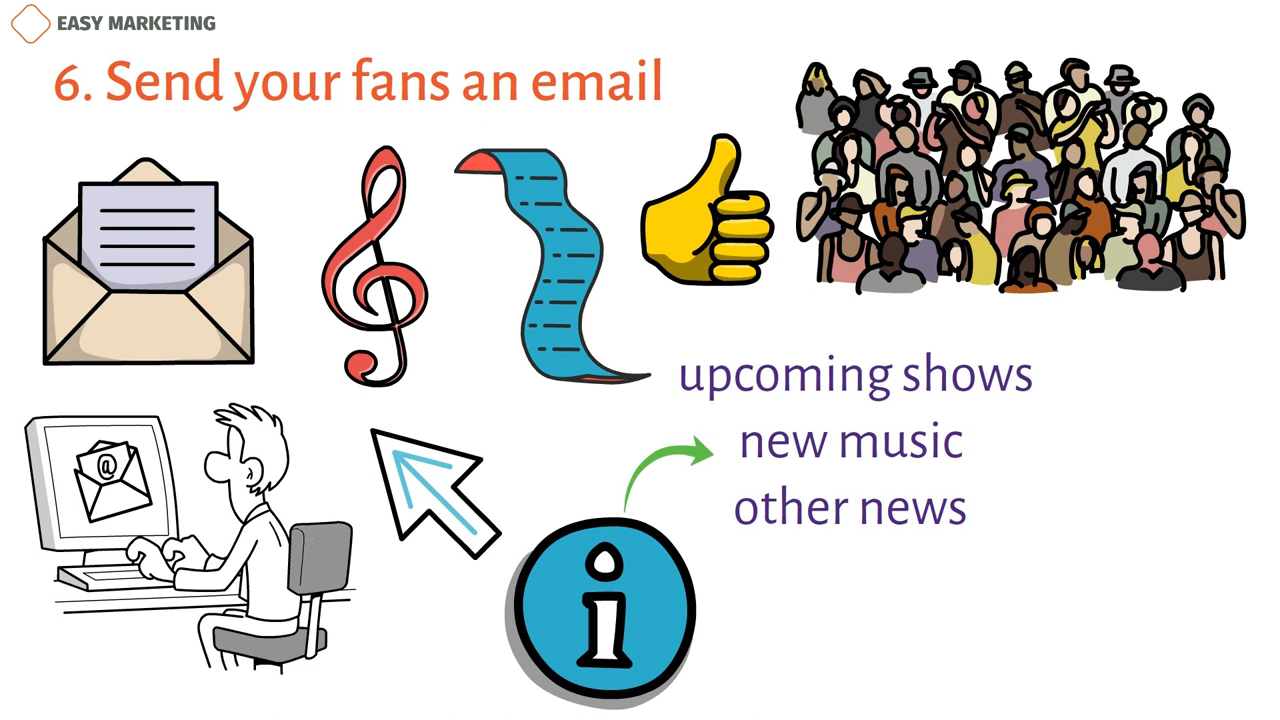 EASY MARKETING
6. Send your fans an email
@
upcoming shows
new music
other news
i